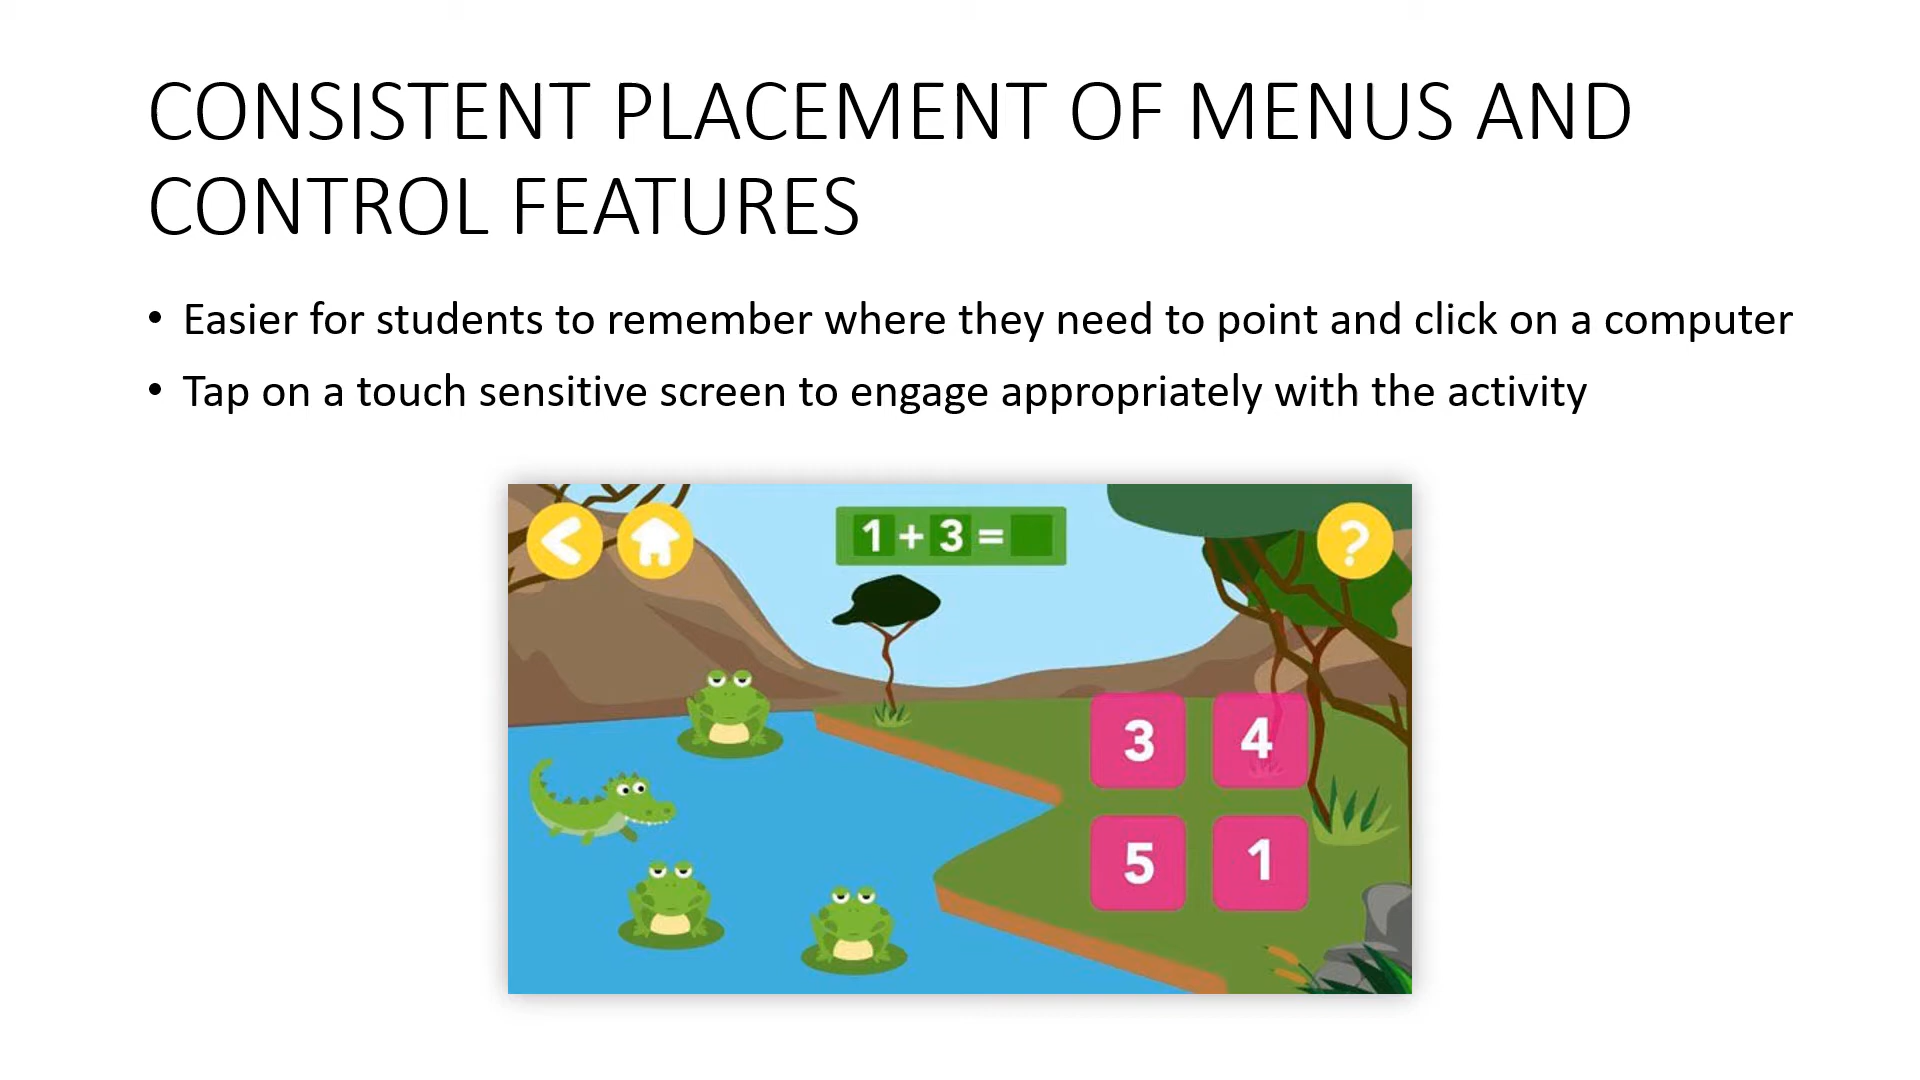 CONSISTENT PLACEMENT OF MENUS AND
CONTROL FEATURES
• Easier for students to remember where they need to point and click on a computer
• Tap on a touch sensitive screen to engage appropriately with the activity
1 + 3 =
?
3 4
5 1